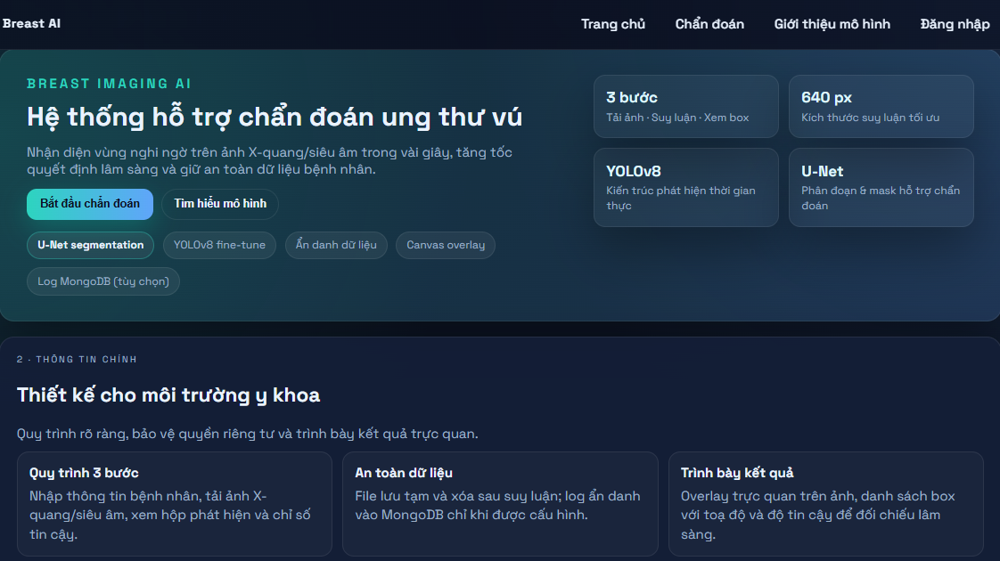 Breast AI
Trang chủ
Chẩn đoán
Giới thiệu mô hình
Đăng nhập
BREAST IMAGING AI
Hệ thống hỗ trợ chẩn đoán ung thư vú
Nhận diện vùng nghi ngờ trên ảnh X-quang/siêu âm trong vài giây, tăng tốc
quyết định lâm sàng và giữ an toàn dữ liệu bệnh nhân.
Bắt đầu chẩn đoán
Tìm hiểu mô hình
U-Net segmentation
YOLOv8 fine-tune
Ẩn danh dữ liệu
Canvas overlay
Log MongoDB (tùy chọn)
3 bước
Tải ảnh · Suy luận · Xem box
640 px
Kích thước suy luận tối ưu
YOLOv8
Kiến trúc phát hiện thời gian
thực
U-Net
Phân đoạn & mask hỗ trợ chẩn
đoán
2 · THÔNG TIN CHÍNH
Thiết kế cho môi trường y khoa
Quy trình rõ ràng, bảo vệ quyền riêng tư và trình bày kết quả trực quan.
Quy trình 3 bước
Nhập thông tin bệnh nhân, tải ảnh X-
quang/siêu âm, xem hộp phát hiện và chỉ số
tin cậy.
An toàn dữ liệu
File lưu tạm và xóa sau suy luận; log ẩn danh
vào MongoDB chỉ khi được cấu hình.
Trình bày kết quả
Overlay trực quan trên ảnh, danh sách box
với toạ độ và độ tin cậy để đối chiếu lâm
sàng.